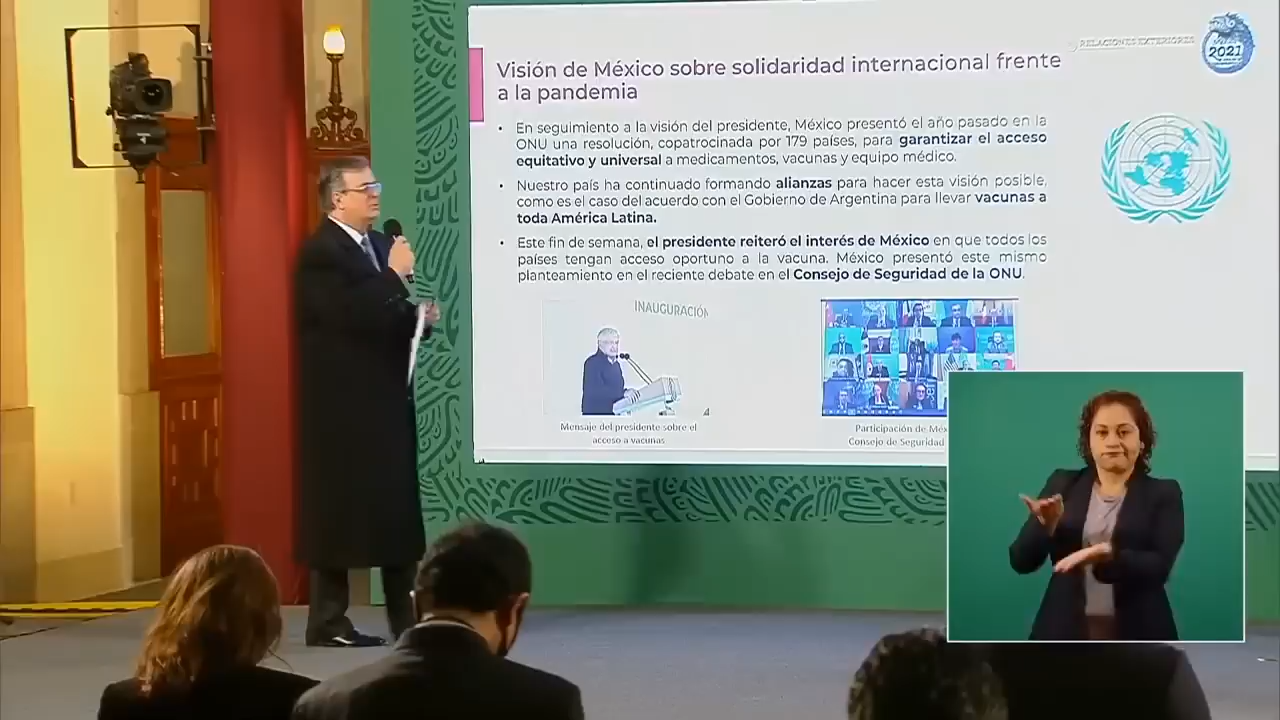 Visión de México sobre solidaridad internacional frente
a la pandemia
RELACIONES EXTERIORES
2021
• En seguimiento a la visión del presidente, México presentó el año pasado en la
ONU una resolución, copatrocinada por 179 países, para garantizar el acceso
equitativo y universal a medicamentos, vacunas y equipo médico.
• Nuestro país ha continuado formando alianzas para hacer esta visión posible,
como es el caso del acuerdo con el Gobierno de Argentina para llevar vacunas a
toda América Latina.
• Este fin de semana, el presidente reiteró el interés de México en que todos los
países tengan acceso oportuno a la vacuna. México presentó este mismo
planteamiento en el reciente debate en el Consejo de Seguridad de la ONU.
INAUGURACIÓN
Mensaje del presidente sobre el
acceso a vacunas
Participación de Méx
Consejo de Seguridad